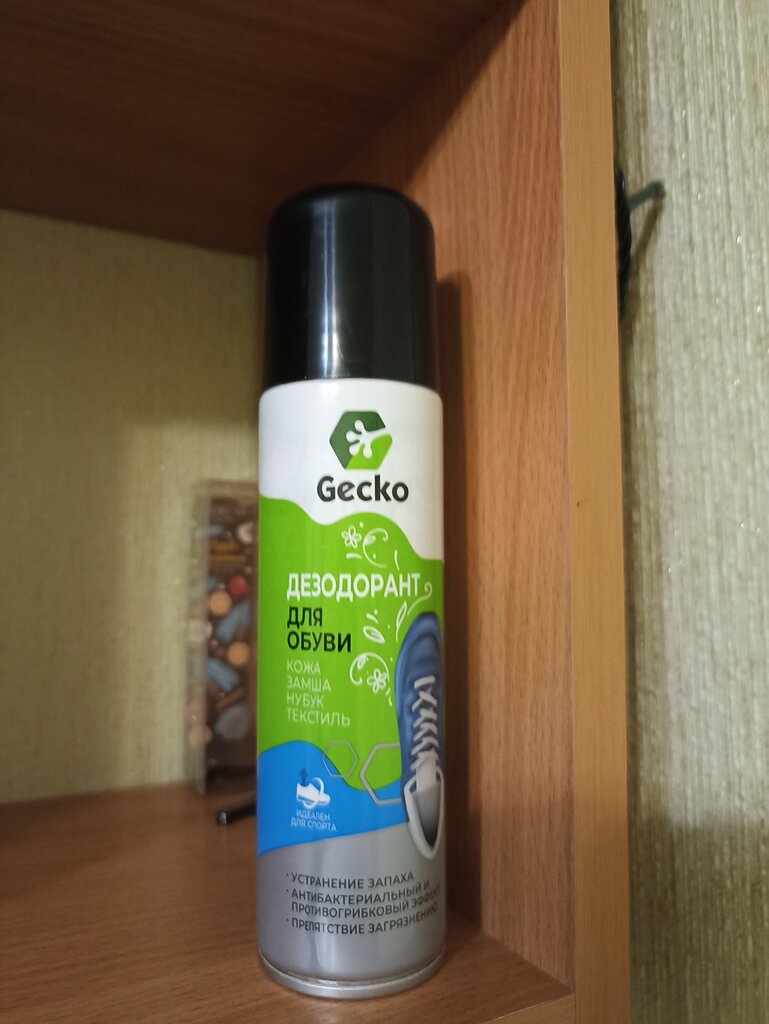 Gecko
ДЕЗОДОРАНТ
ДЛЯ
ОБУВИ
КОЖА
ЗАМША
НУБУК
ТЕКСТИЛЬ
ИДЕАЛЕН
ДЛЯ СПОРТА
· УСТРАНЕНИЕ ЗАПАХА
· АНТИБАКТЕРИАЛЬНЫЙ И
ПРОТИВОГРИБКОВЫЙ ЭФФЕКТ
· ПРЕПЯТСТВИЕ ЗАГРЯЗНЕНИЮ